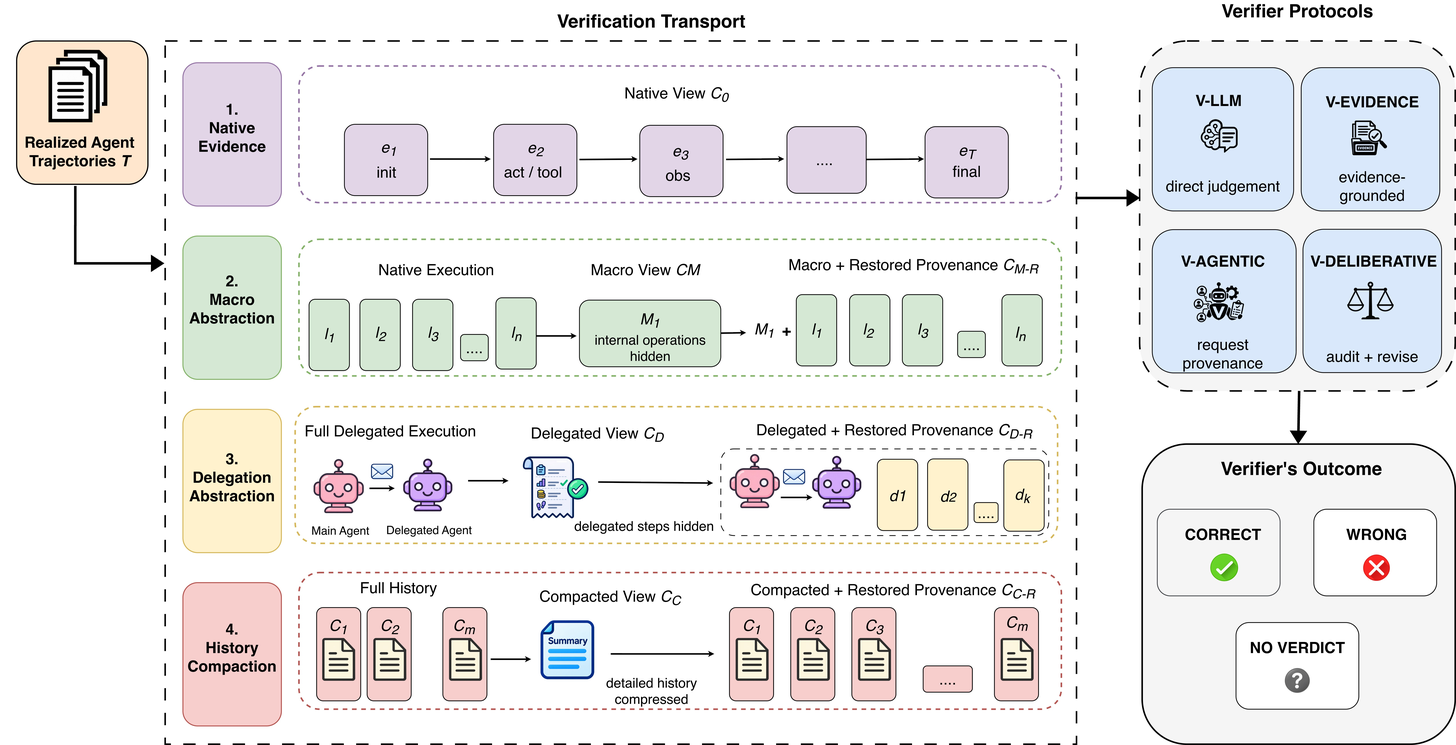 Verification Transport
Verifier Protocols
Realized Agent
Trajectories T
1.
Native
Evidence
Native View C0
e1
init
e2
act / tool
e3
obs
....
eT
final
2.
Macro
Abstraction
Native Execution
I1
I2
I3
....
In
Macro View CM
M1
internal operations
hidden
Macro + Restored Provenance CM-R
M1 +
I1
I2
I3
....
In
3.
Delegation
Abstraction
Full Delegated Execution
Main Agent
Delegated Agent
Delegated View CD
delegated steps hidden
Delegated + Restored Provenance CD-R
d1
d2
....
dk
4.
History
Compaction
Full History
C1
C2
Cm
Compacted View CC
Summary
detailed history
compressed
Compacted + Restored Provenance CC-R
C1
C2
C3
....
Cm
V-LLM
direct judgement
V-EVIDENCE
EVIDENCE
evidence-
grounded
V-AGENTIC
V
request
provenance
V-DELIBERATIVE
audit + revise
Verifier's Outcome
CORRECT
WRONG
NO VERDICT
?